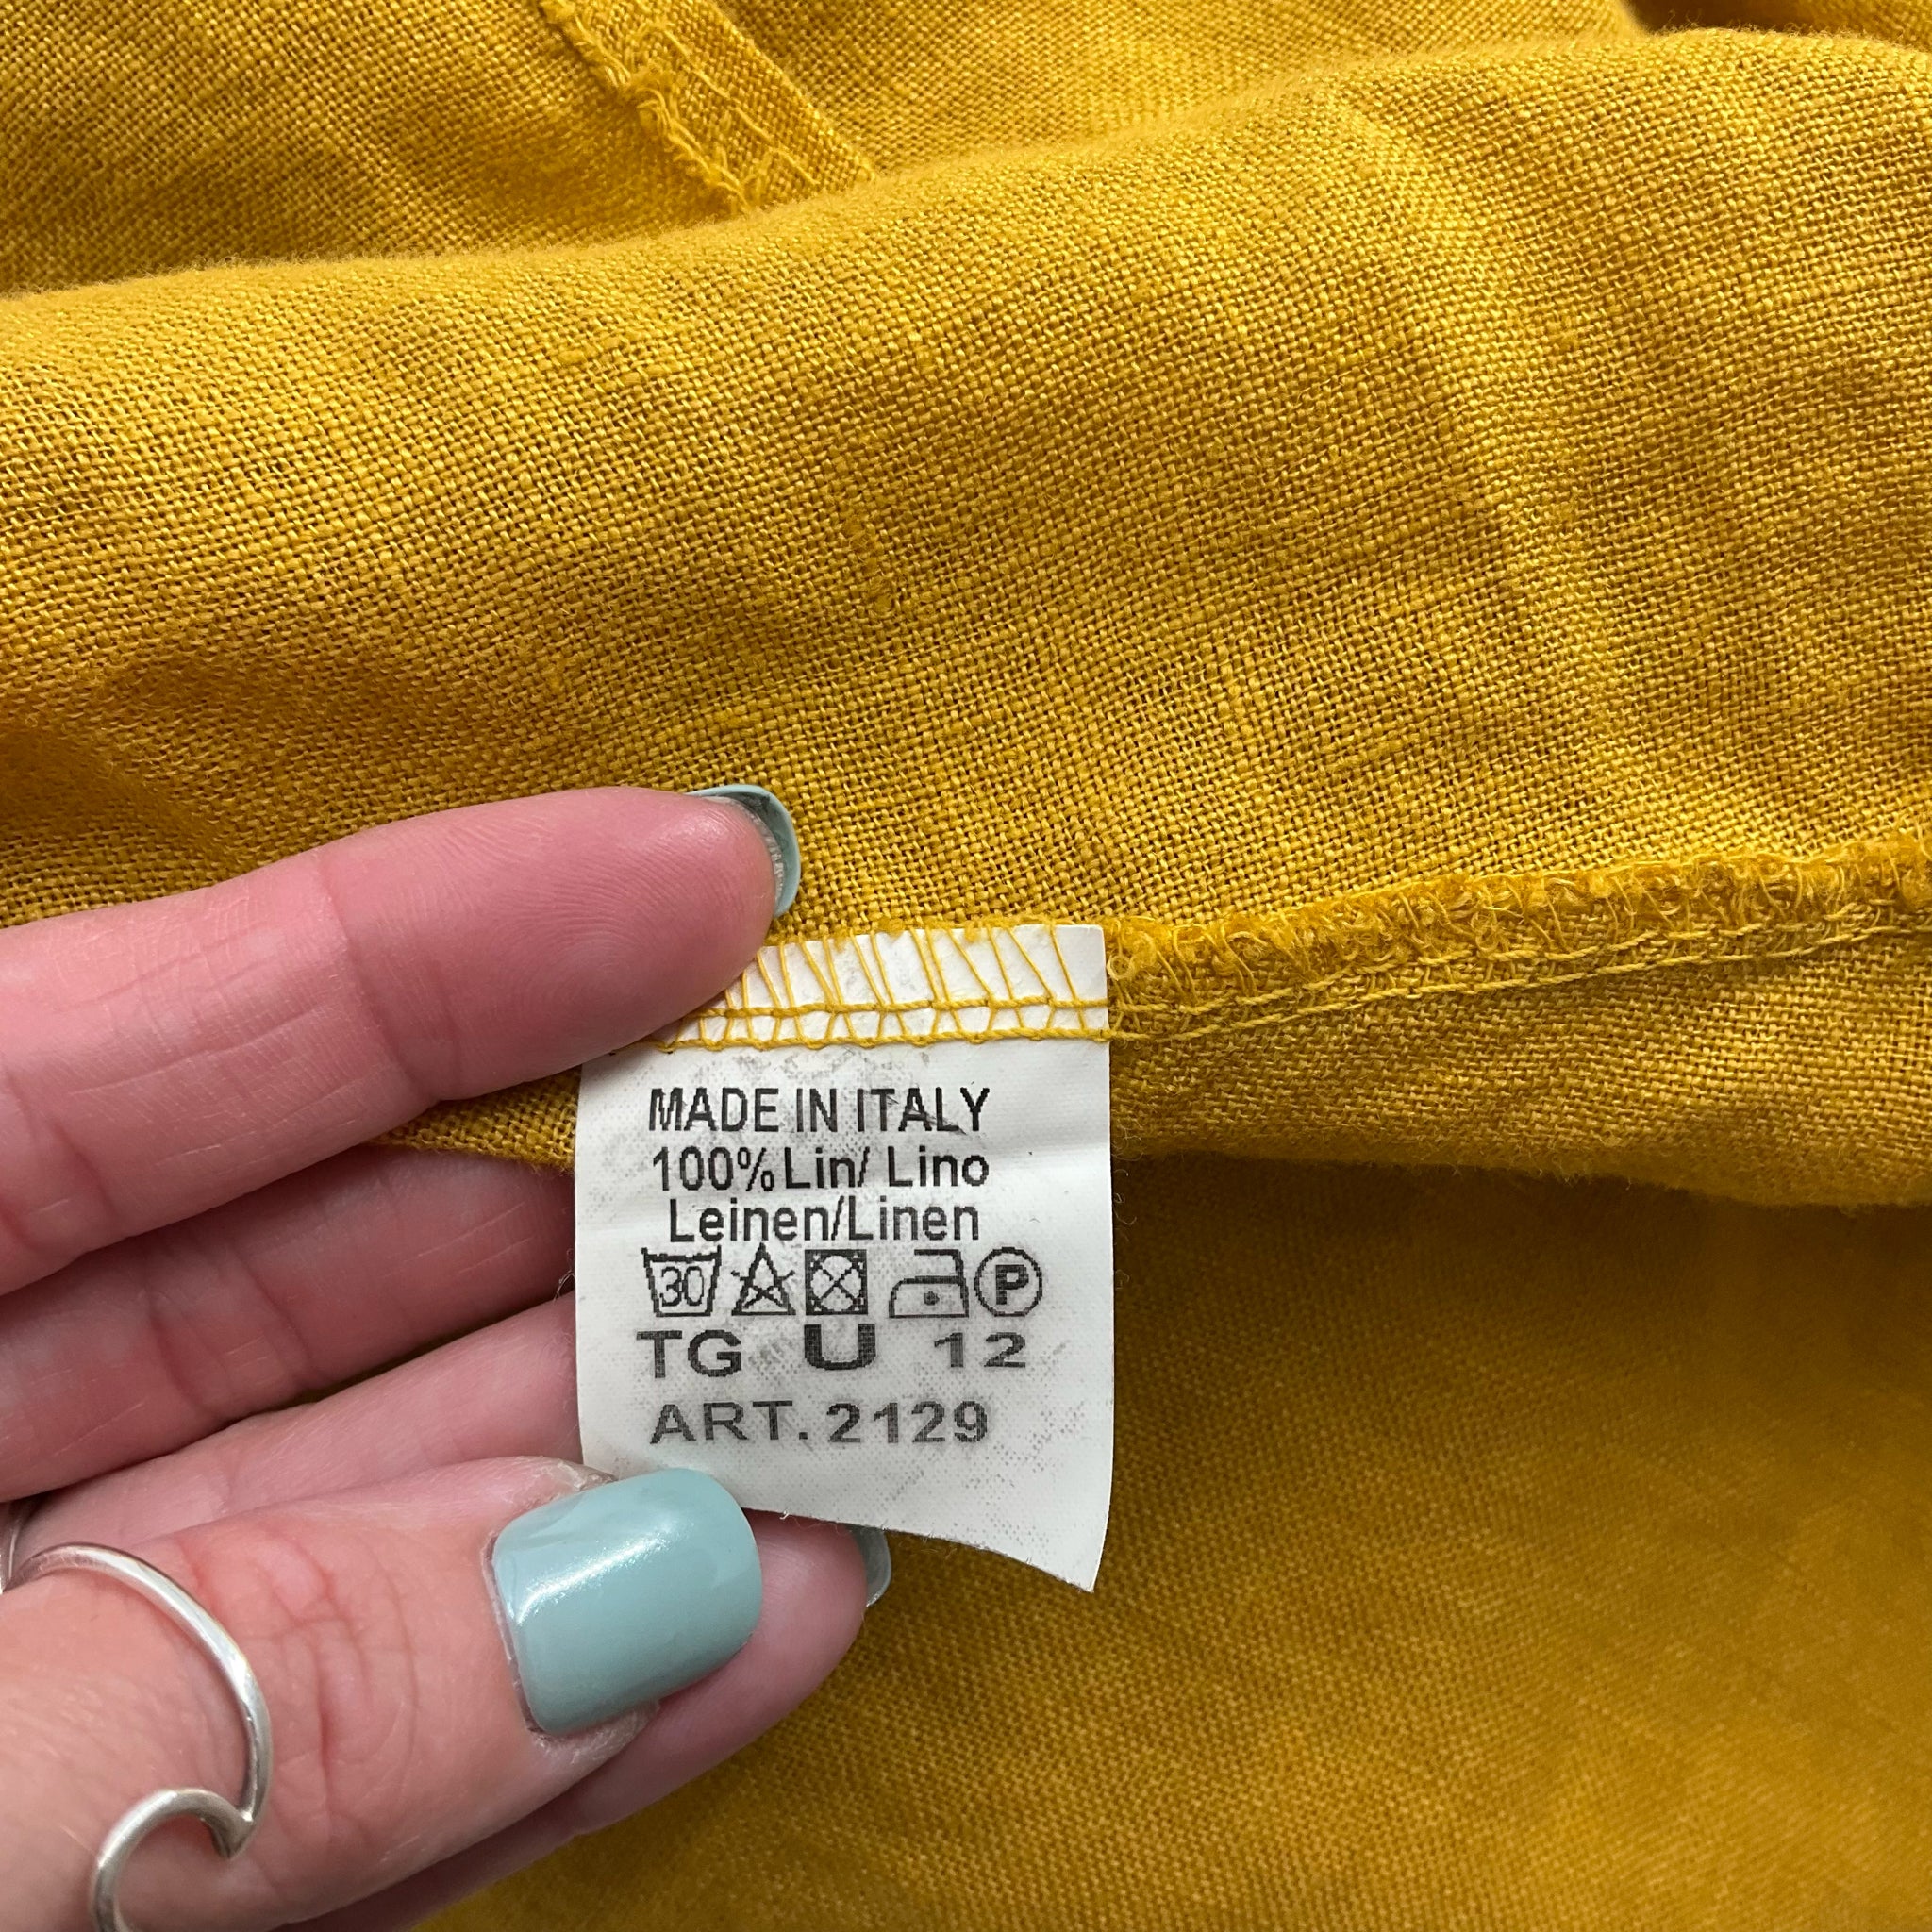 MADE IN ITALY
100% Lin/ Lino
Leinen/Linen
30 P
TG U 12
ART. 2129